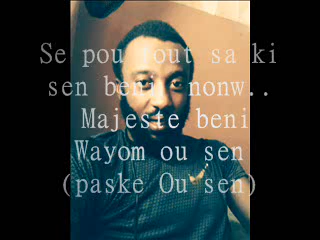 Se pou tout sa ki
sen beni nonw..
Majeste beni
Wayom ou sen
(paske Ou sen)